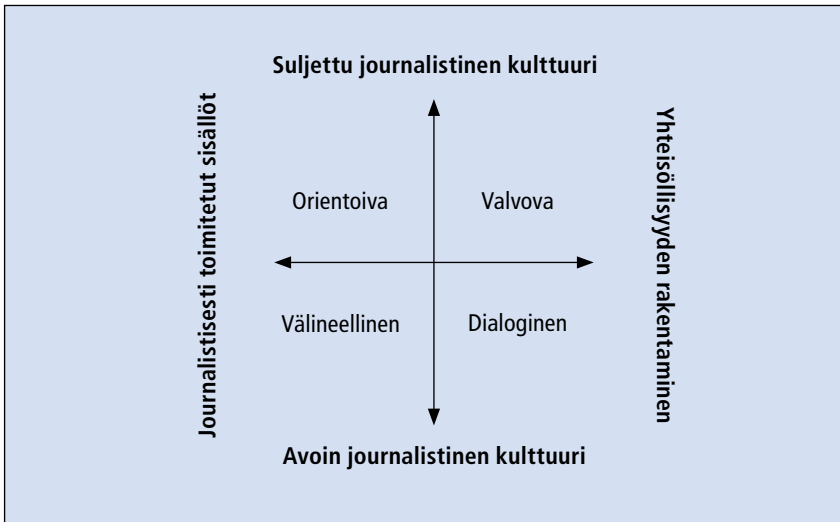 Suljettu journalistinen kulttuuri
Journalistisesti toimitetut sisällöt
Yhteisöllisyyden rakentaminen
Orientoiva
Valvova
Välineellinen
Dialoginen
Avoin journalistinen kulttuuri